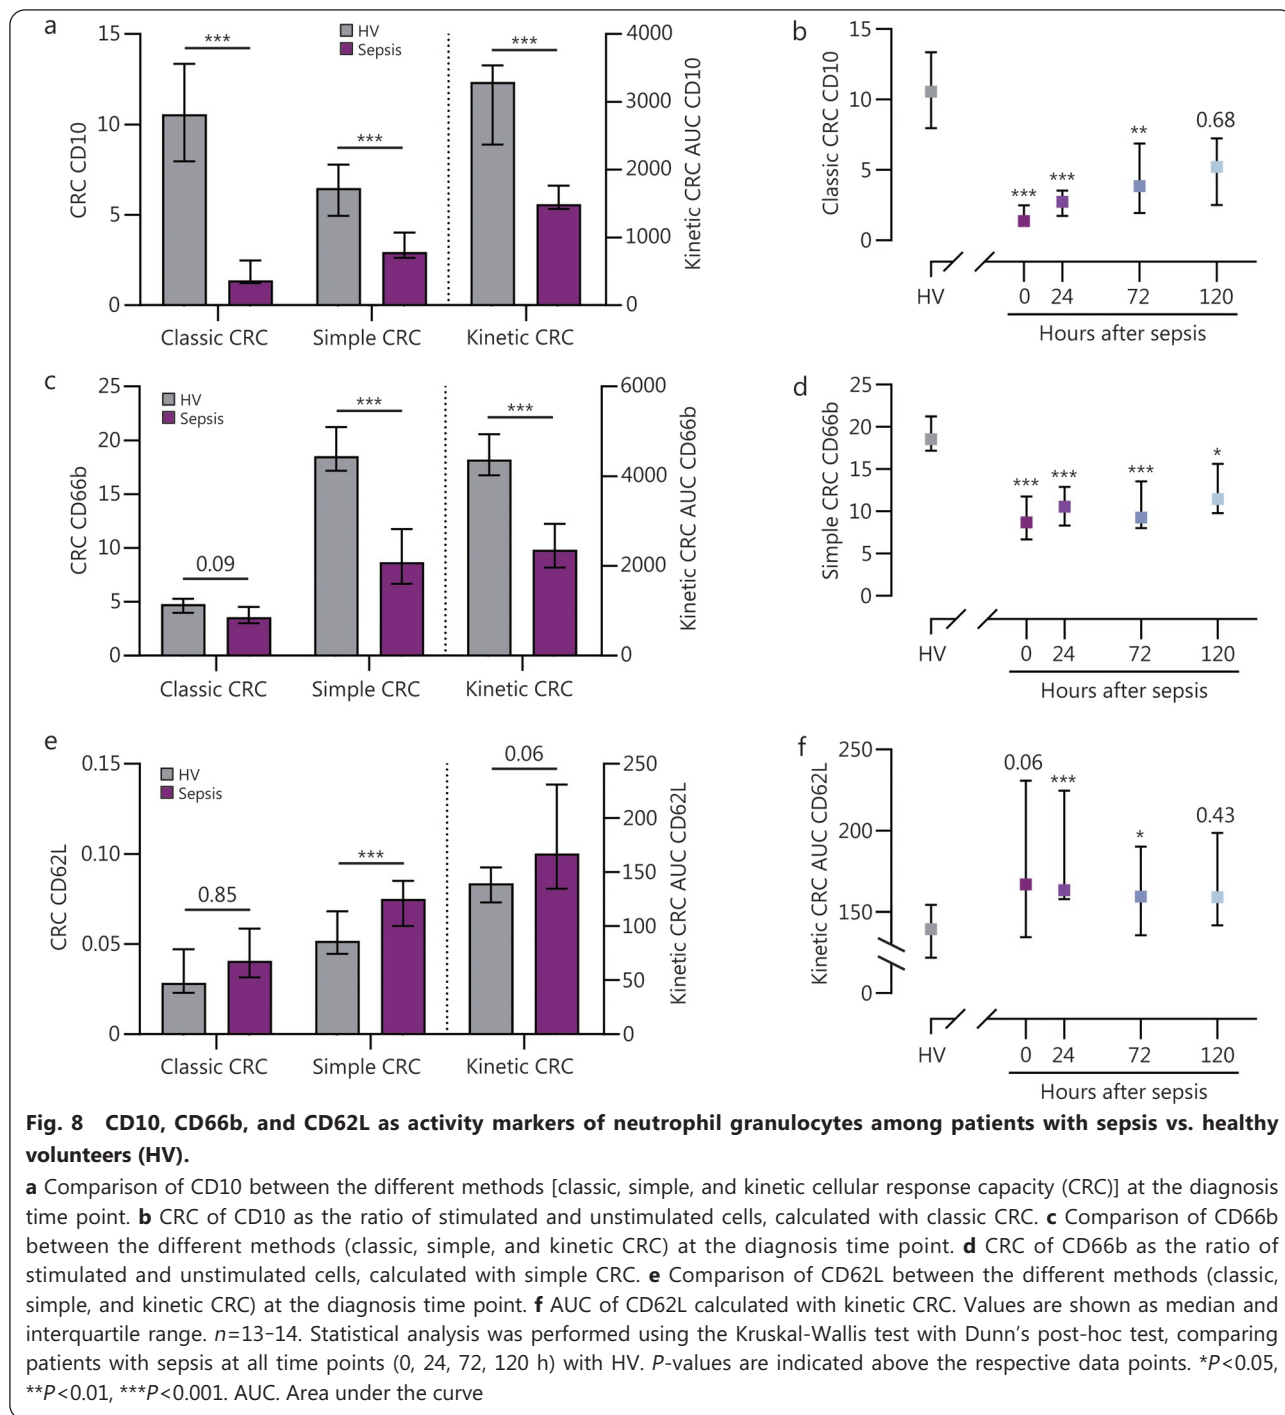 a
HV
Sepsis
15
10
5
0
CRC CD10
***
***
***
4000
3000
2000
1000
0
Kinetic CRC AUC CD10
Classic CRC
Simple CRC
Kinetic CRC
b
15
10
5
0
Classic CRC CD10
***
***
**
0.68
HV
0
24
72
120
Hours after sepsis
c
HV
Sepsis
25
20
15
10
5
0
CRC CD66b
0.09
***
***
6000
4000
2000
0
Kinetic CRC AUC CD66b
Classic CRC
Simple CRC
Kinetic CRC
d
25
20
15
10
5
0
Simple CRC CD66b
***
***
***
*
HV
0
24
72
120
Hours after sepsis
e
HV
Sepsis
0.15
0.10
0.05
0
CRC CD62L
0.85
***
0.06
250
200
150
100
50
0
Kinetic CRC AUC CD62L
Classic CRC
Simple CRC
Kinetic CRC
f
250
200
150
0
Kinetic CRC AUC CD62L
0.06
***
*
0.43
HV
0
24
72
120
Hours after sepsis
Fig. 8 CD10, CD66b, and CD62L as activity markers of neutrophil granulocytes among patients with sepsis vs. healthy
volunteers (HV).
a Comparison of CD10 between the different methods [classic, simple, and kinetic cellular response capacity (CRC)] at the diagnosis
time point. b CRC of CD10 as the ratio of stimulated and unstimulated cells, calculated with classic CRC. c Comparison of CD66b
between the different methods (classic, simple, and kinetic CRC) at the diagnosis time point. d CRC of CD66b as the ratio of
stimulated and unstimulated cells, calculated with simple CRC. e Comparison of CD62L between the different methods (classic,
simple, and kinetic CRC) at the diagnosis time point. f AUC of CD62L calculated with kinetic CRC. Values are shown as median and
interquartile range. n=13-14. Statistical analysis was performed using the Kruskal-Wallis test with Dunn's post-hoc test, comparing
patients with sepsis at all time points (0, 24, 72, 120 h) with HV. P-values are indicated above the respective data points. *P<0.05,
**P<0.01, ***P<0.001. AUC. Area under the curve